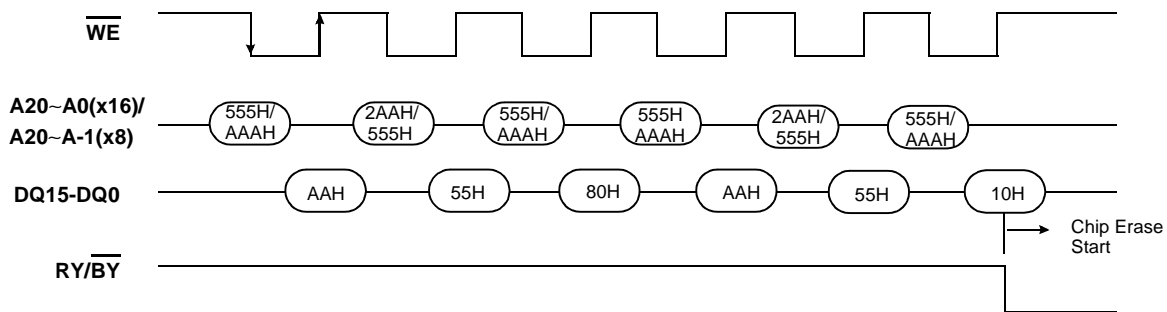 WE
A20~A0(x16)/
A20~A-1(x8)
555H/
AAAH
2AAH/
555H
555H/
AAAH
555H
AAAH
2AAH/
555H
555H/
AAAH
DQ15-DQ0
AAH
55H
80H
AAH
55H
10H
Chip Erase
Start
RY/BY